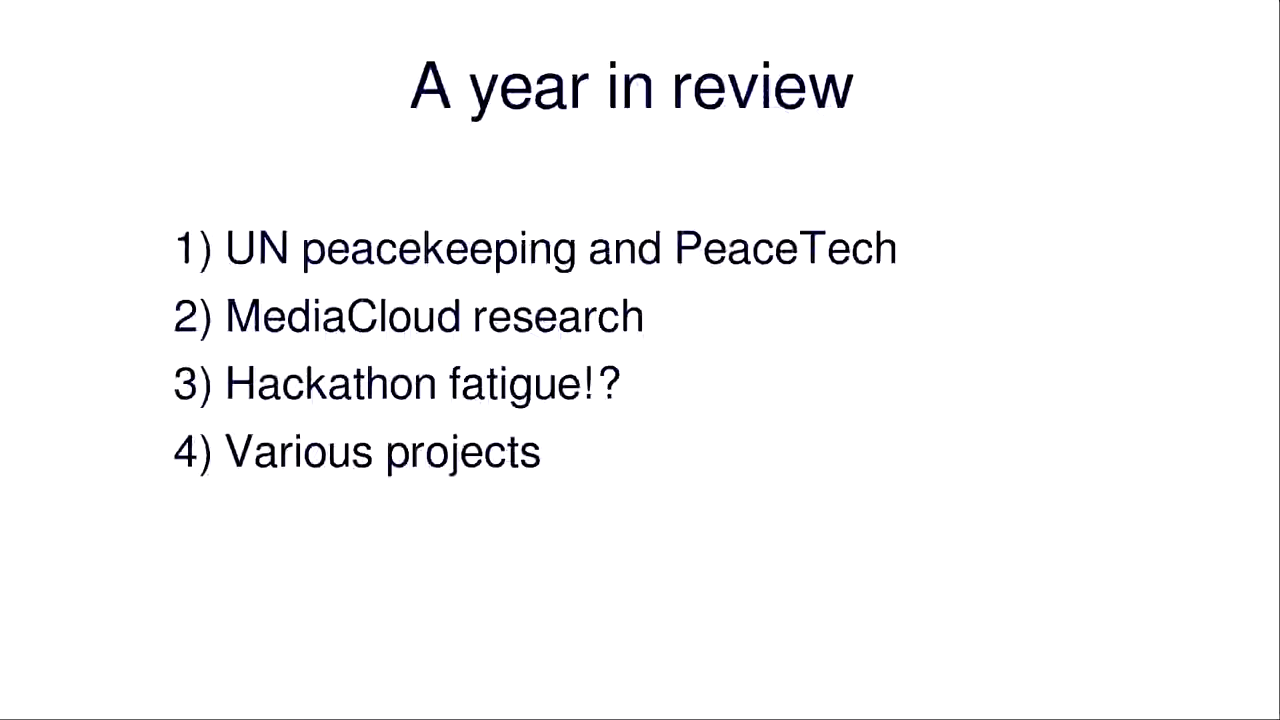 A year in review
1) UN peacekeeping and PeaceTech
2) MediaCloud research
3) Hackathon fatigue!?
4) Various projects